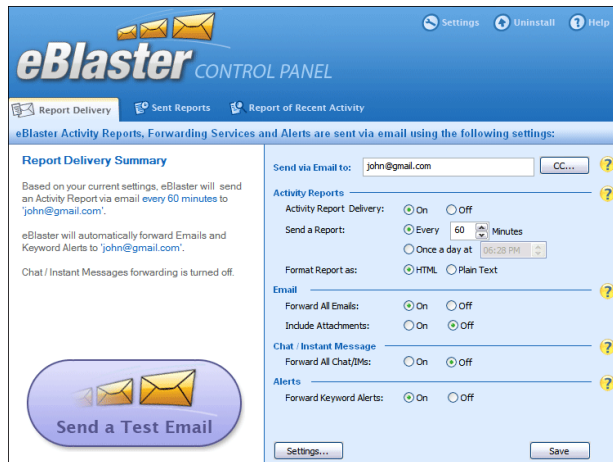 Settings Uninstall Help
eBlaster CONTROL PANEL
Report Delivery Sent Reports Report of Recent Activity
eBlaster Activity Reports, Forwarding Services and Alerts are sent via email using the following settings:
Report Delivery Summary
Based on your current settings, eBlaster will send
an Activity Report via email every 60 minutes to
'john@gmail.com'.
eBlaster will automatically forward Emails and
Keyword Alerts to 'john@gmail.com'.
Chat / Instant Messages forwarding is turned off.
Send a Test Email
Send via Email to: john@gmail.com CC... ?
Activity Reports ?
Activity Report Delivery: On Off
Send a Report: Every 60 Minutes
Once a day at 06:28 PM
Format Report as: HTML Plain Text
Email ?
Forward All Emails: On Off
Include Attachments: On Off
Chat / Instant Message ?
Forward All Chat/IMs: On Off
Alerts ?
Forward Keyword Alerts: On Off
Settings... Save